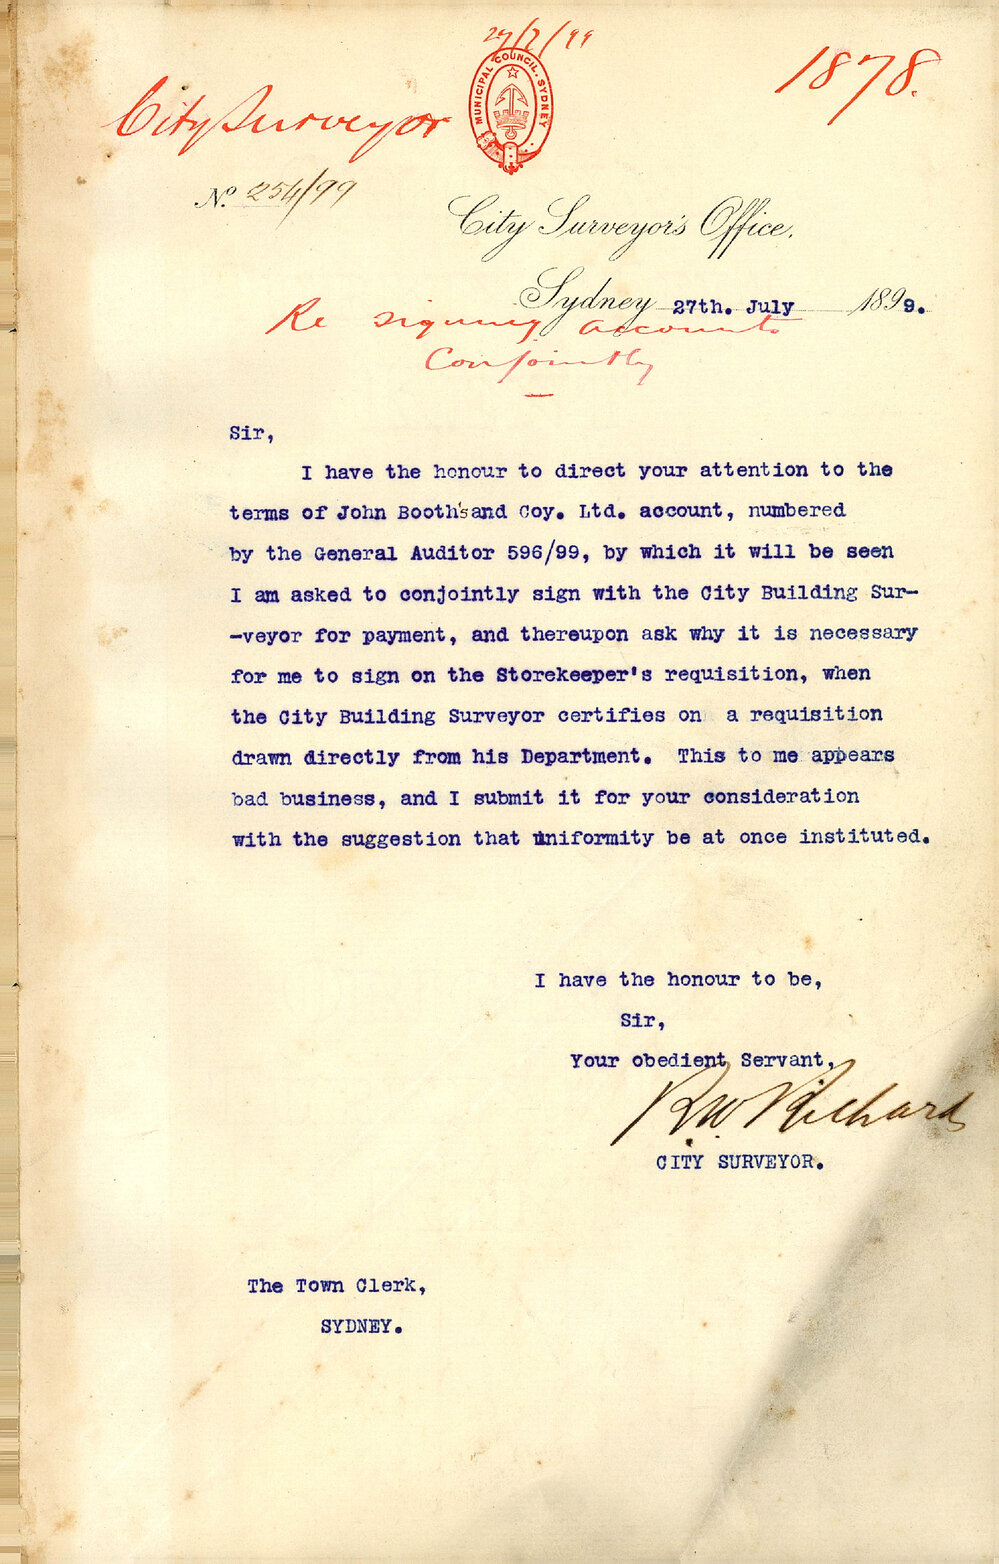 27/7/99
1878.
City Surveyor
MUNICIPAL COUNCIL. SYDNEY
No. 254/99
City Surveyor's Office.
Sydney 27th. July 1899.
Re signing accounts
Conjointly
Sir,
I have the honour to direct your attention to the
terms of John Booth's and Coy. Ltd. account, numbered
by the General Auditor 596/99, by which it will be seen
I am asked to conjointly sign with the City Building Sur-
-veyor for payment, and thereupon ask why it is necessary
for me to sign on the Storekeeper's requisition, when
the City Building Surveyor certifies on a requisition
drawn directly from his Department. This to me appears
bad business, and I submit it for your consideration
with the suggestion that uniformity be at once instituted.
I have the honour to be,
Sir,
Your obedient Servant,
R.W. Richards
CITY SURVEYOR.
The Town Clerk,
SYDNEY.